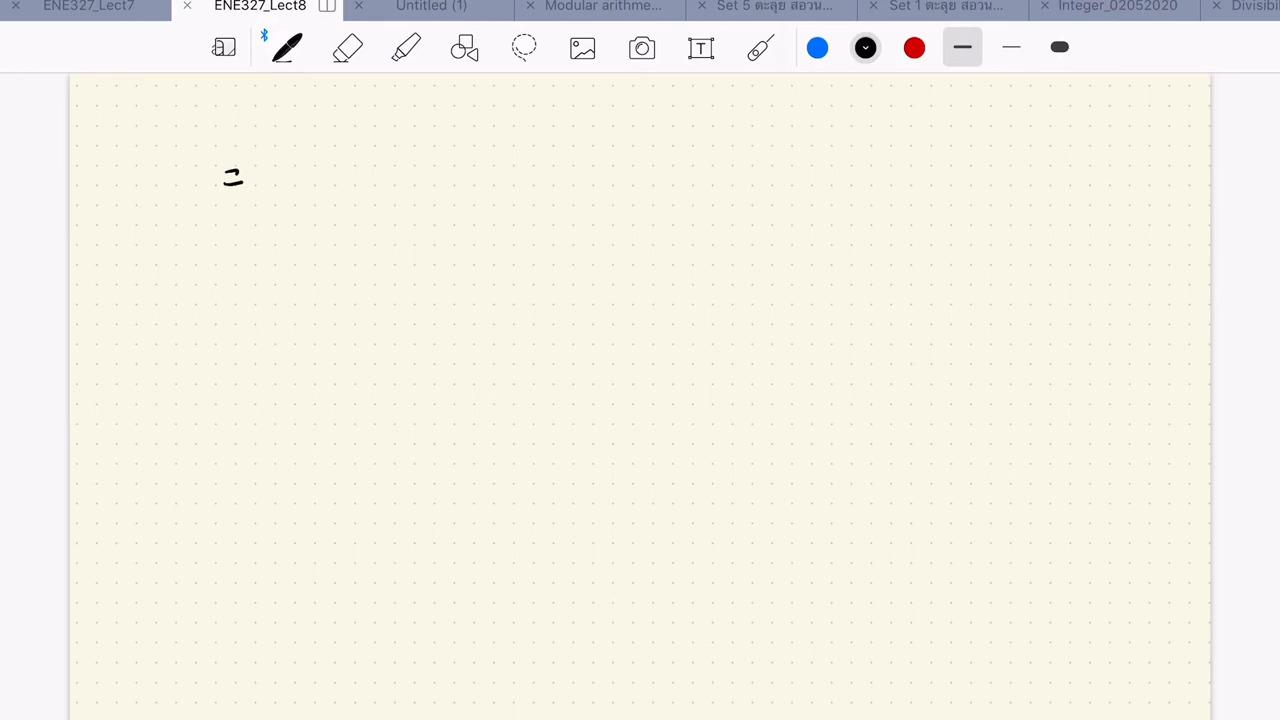 ENE327_Lect7
ENE327_Lect8
Untitled (1)
Modular arithme...
Set 5 ตะลุย สอวน...
Set 1 ตะลุย สอวน...
Integer_02052020
Divisibil
=